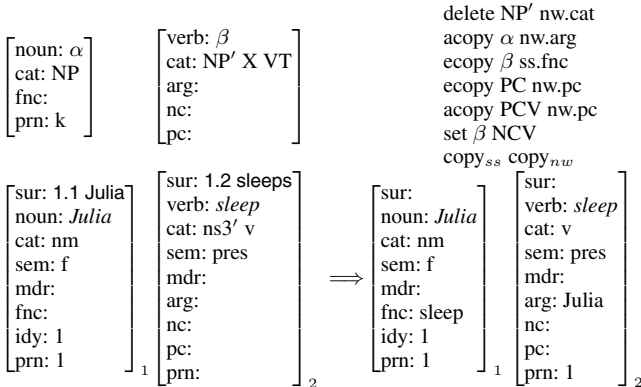 delete NP′ nw.cat
acopy α nw.arg
ecopy β ss.fnc
ecopy PC nw.pc
acopy PCV nw.pc
set β NCV
copy_ss copy_nw
noun: α
cat: NP
fnc:
prn: k
verb: β
cat: NP′ X VT
arg:
nc:
pc:
sur: 1.1 Julia
noun: Julia
cat: nm
sem: f
mdr:
fnc:
idy: 1
prn: 1
1
sur: 1.2 sleeps
verb: sleep
cat: ns3′ v
sem: pres
mdr:
arg:
nc:
pc:
prn:
2
⟹
sur:
noun: Julia
cat: nm
sem: f
mdr:
fnc: sleep
idy: 1
prn: 1
1
sur:
verb: sleep
cat: v
sem: pres
mdr:
arg: Julia
nc:
pc:
prn: 1
2